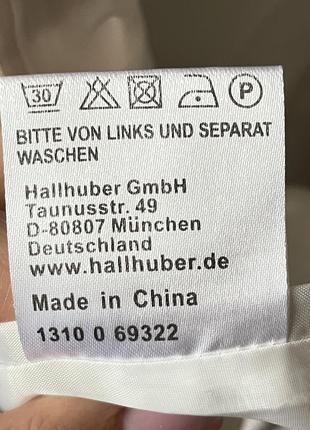 30 P
BITTE VON LINKS UND SEPARAT
WASCHEN
Hallhuber GmbH
Taunusstr. 49
D-80807 München
Deutschland
www.hallhuber.de
Made in China
1310 0 69322